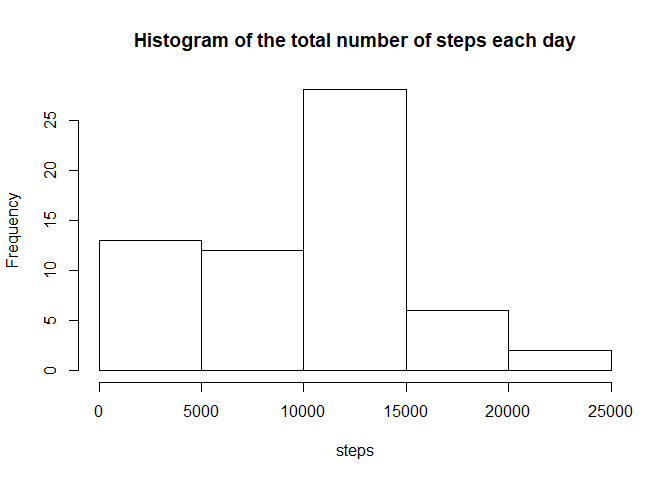 Histogram of the total number of steps each day
Frequency
25
20
15
10
5
0
0 5000 10000 15000 20000 25000
steps